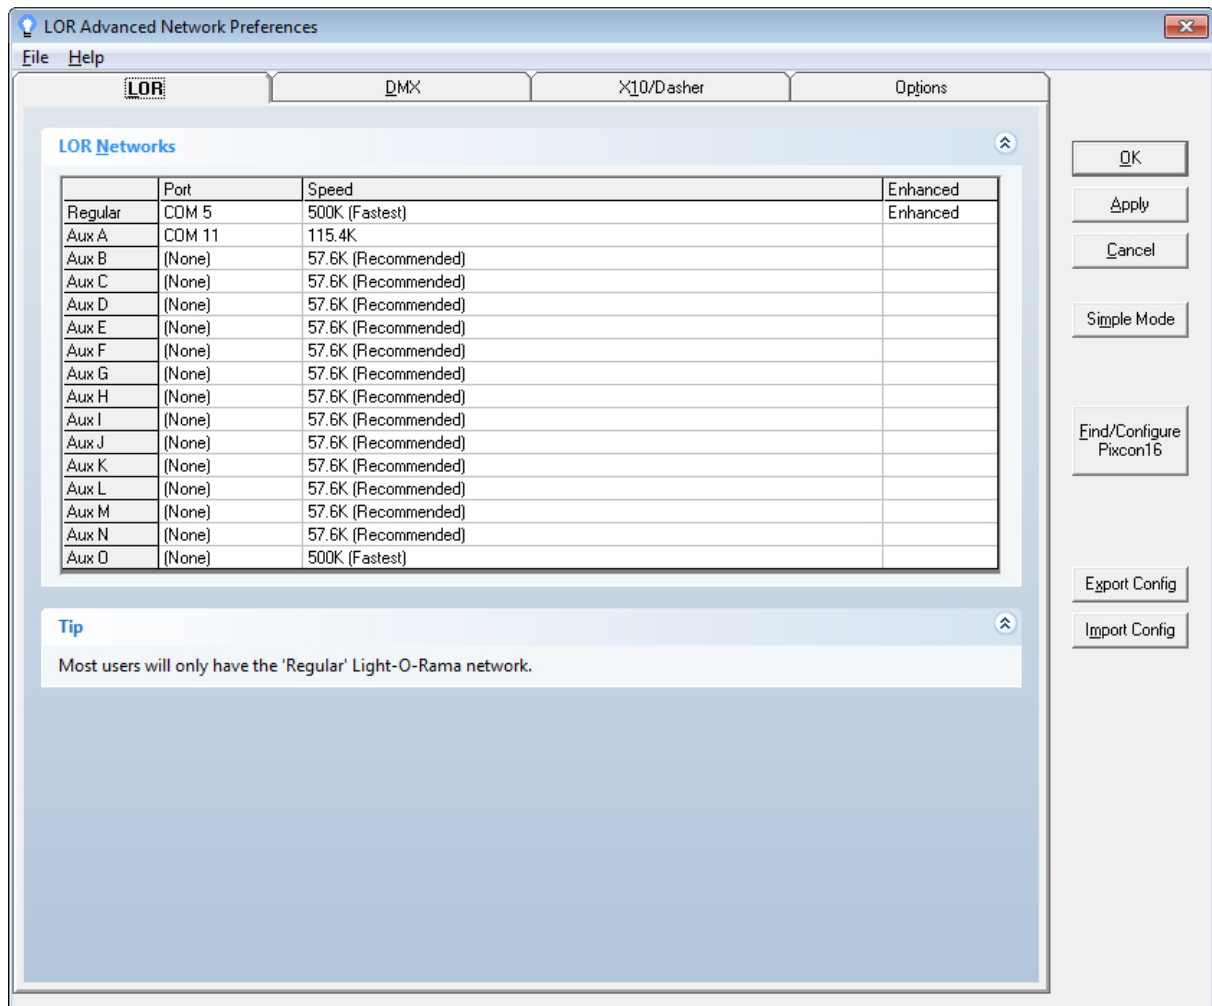 LOR Advanced Network Preferences
File Help
LOR DMX X10/Dasher Options
LOR Networks
Port Speed Enhanced
Regular COM 5 500K (Fastest) Enhanced
Aux A COM 11 115.4K
Aux B (None) 57.6K (Recommended)
Aux C (None) 57.6K (Recommended)
Aux D (None) 57.6K (Recommended)
Aux E (None) 57.6K (Recommended)
Aux F (None) 57.6K (Recommended)
Aux G (None) 57.6K (Recommended)
Aux H (None) 57.6K (Recommended)
Aux I (None) 57.6K (Recommended)
Aux J (None) 57.6K (Recommended)
Aux K (None) 57.6K (Recommended)
Aux L (None) 57.6K (Recommended)
Aux M (None) 57.6K (Recommended)
Aux N (None) 57.6K (Recommended)
Aux O (None) 500K (Fastest)
Tip
Most users will only have the 'Regular' Light-O-Rama network.
OK
Apply
Cancel
Simple Mode
Find/Configure
Pixcon16
Export Config
Import Config